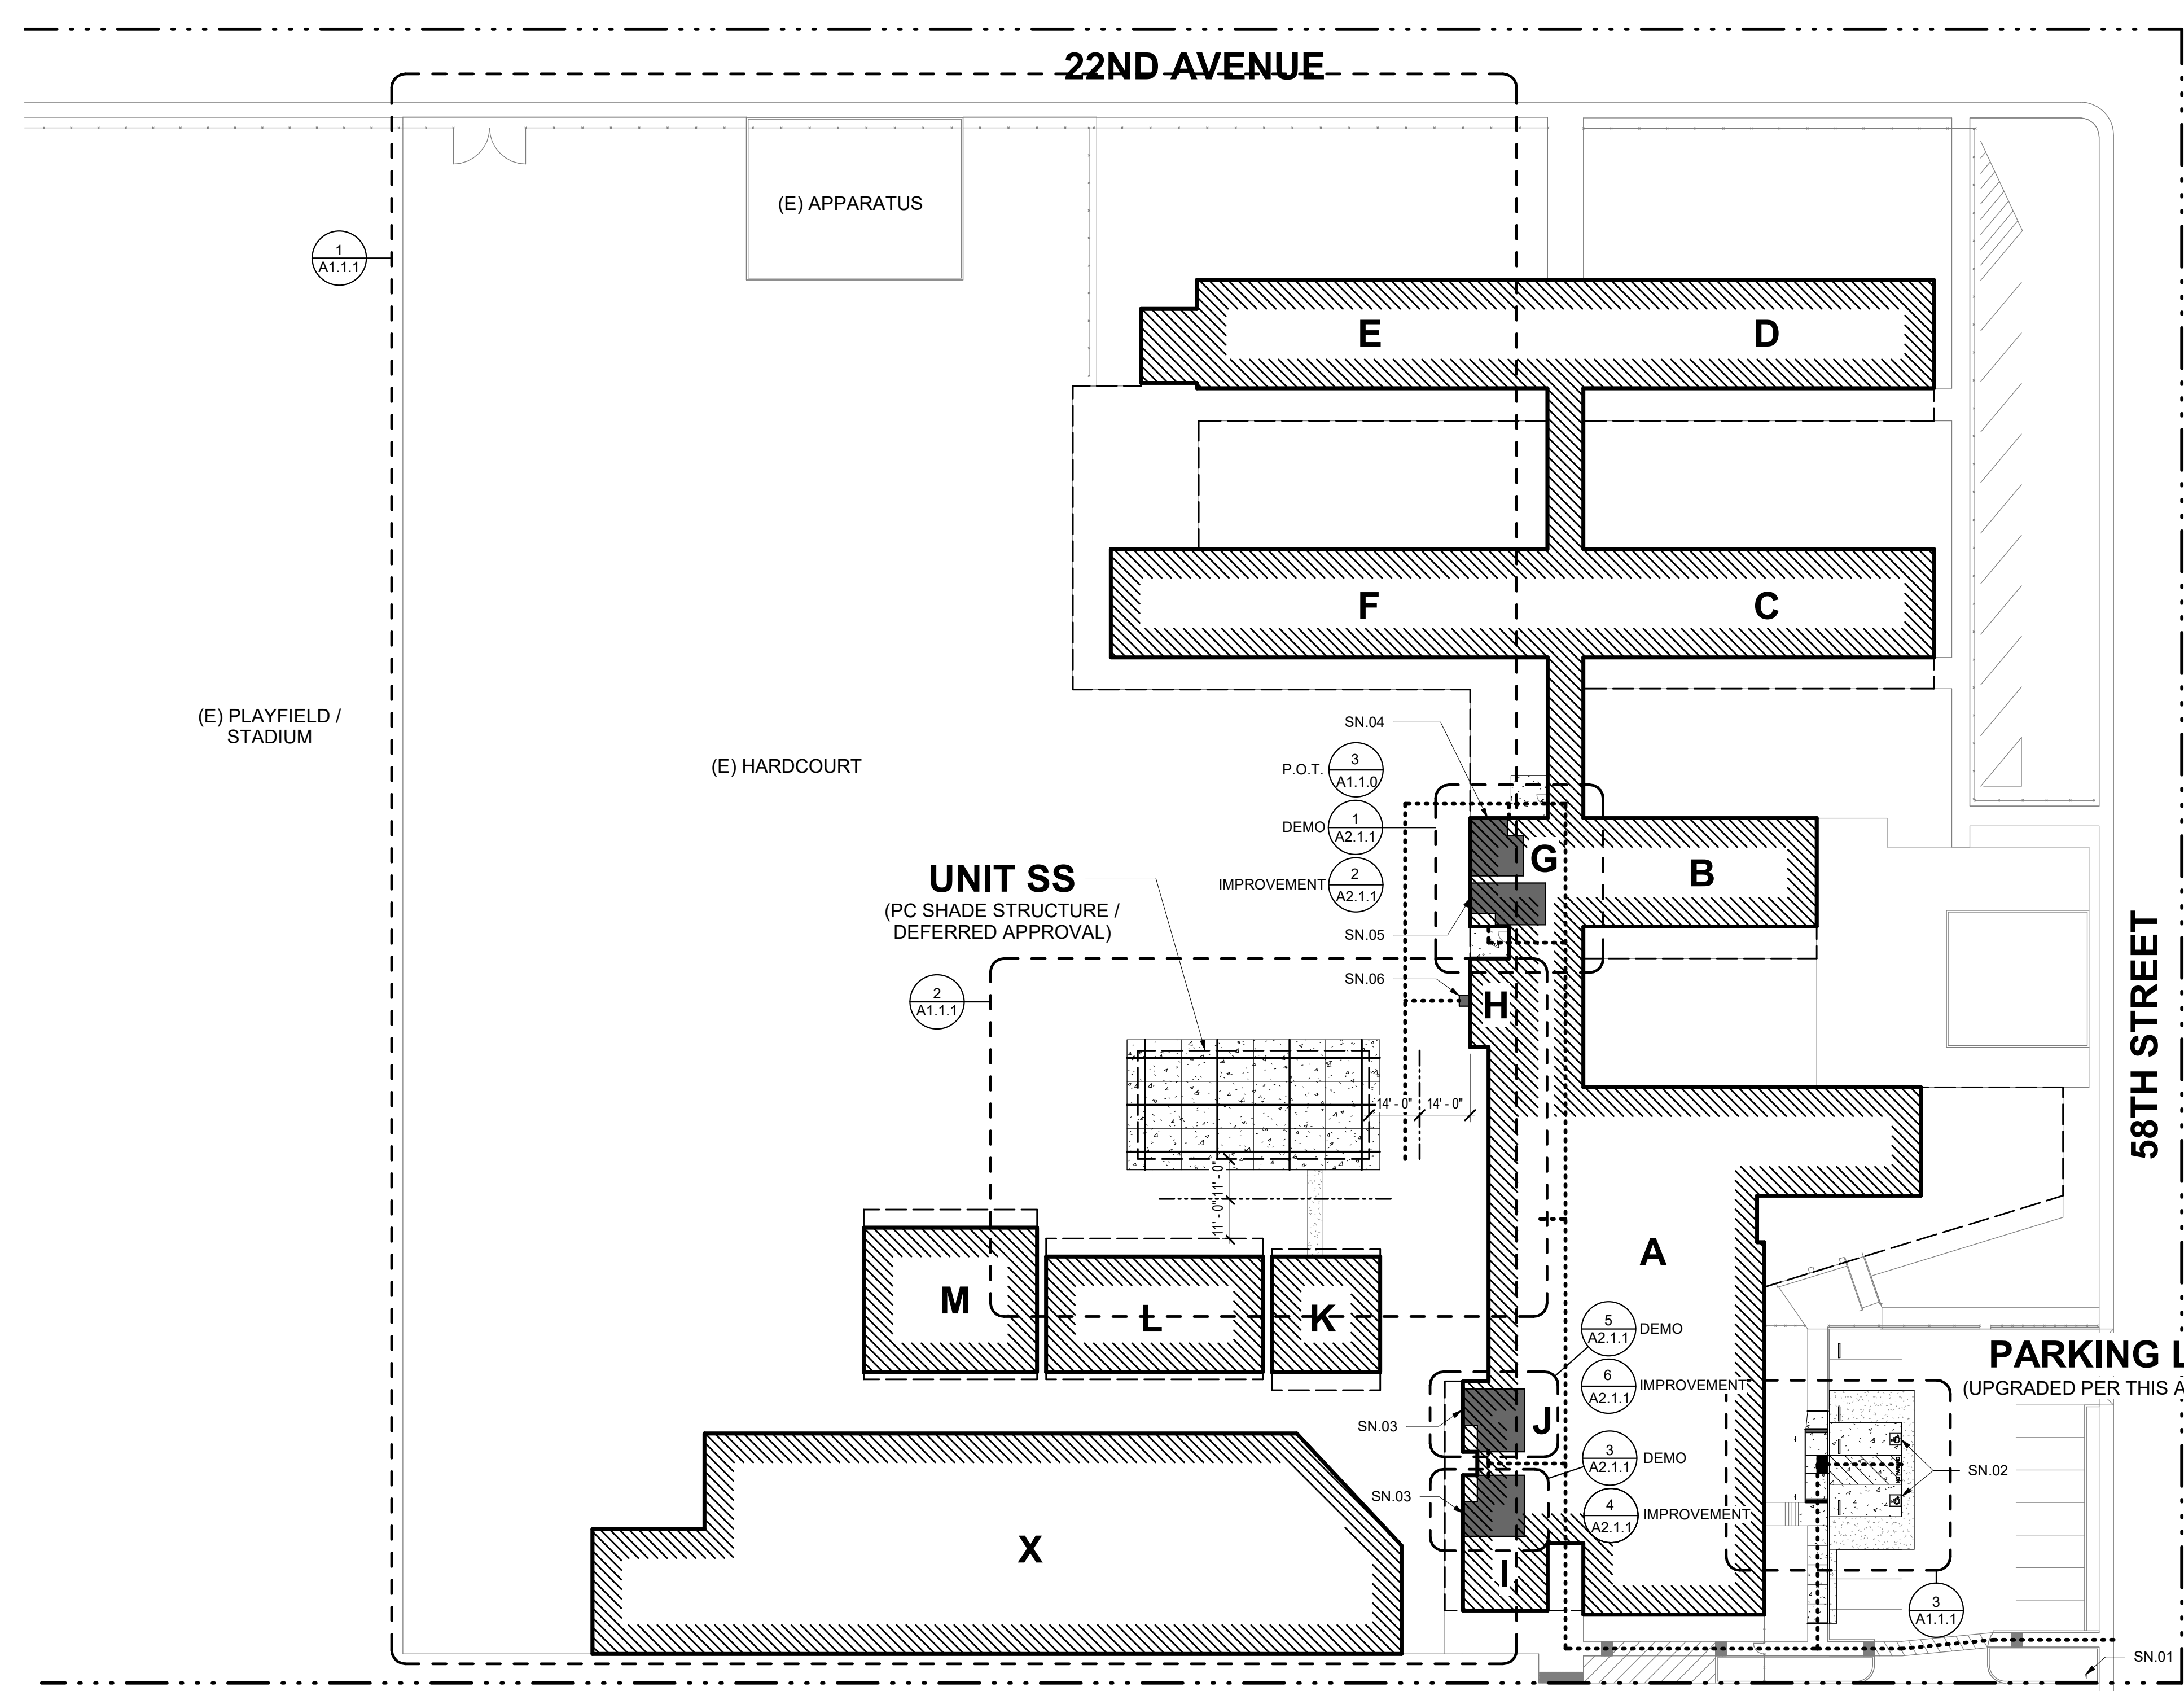 22ND AVENUE
(E) APPARATUS
1
A1.1.1
E
D
F
C
(E) PLAYFIELD /
STADIUM
(E) HARDCOURT
SN.04
P.O.T.
3
A1.1.0
DEMO
1
A2.1.1
IMPROVEMENT
2
A2.1.1
G
B
UNIT SS
(PC SHADE STRUCTURE /
DEFERRED APPROVAL)
SN.05
SN.06
2
A1.1.1
H
58TH STREET
14' - 0"
14' - 0"
11' - 0"
11' - 0"
A
M
L
K
5
A2.1.1
DEMO
6
A2.1.1
IMPROVEMENT
PARKING L
(UPGRADED PER THIS A
SN.03
J
3
A2.1.1
DEMO
SN.02
SN.03
4
A2.1.1
IMPROVEMENT
X
I
3
A1.1.1
SN.01